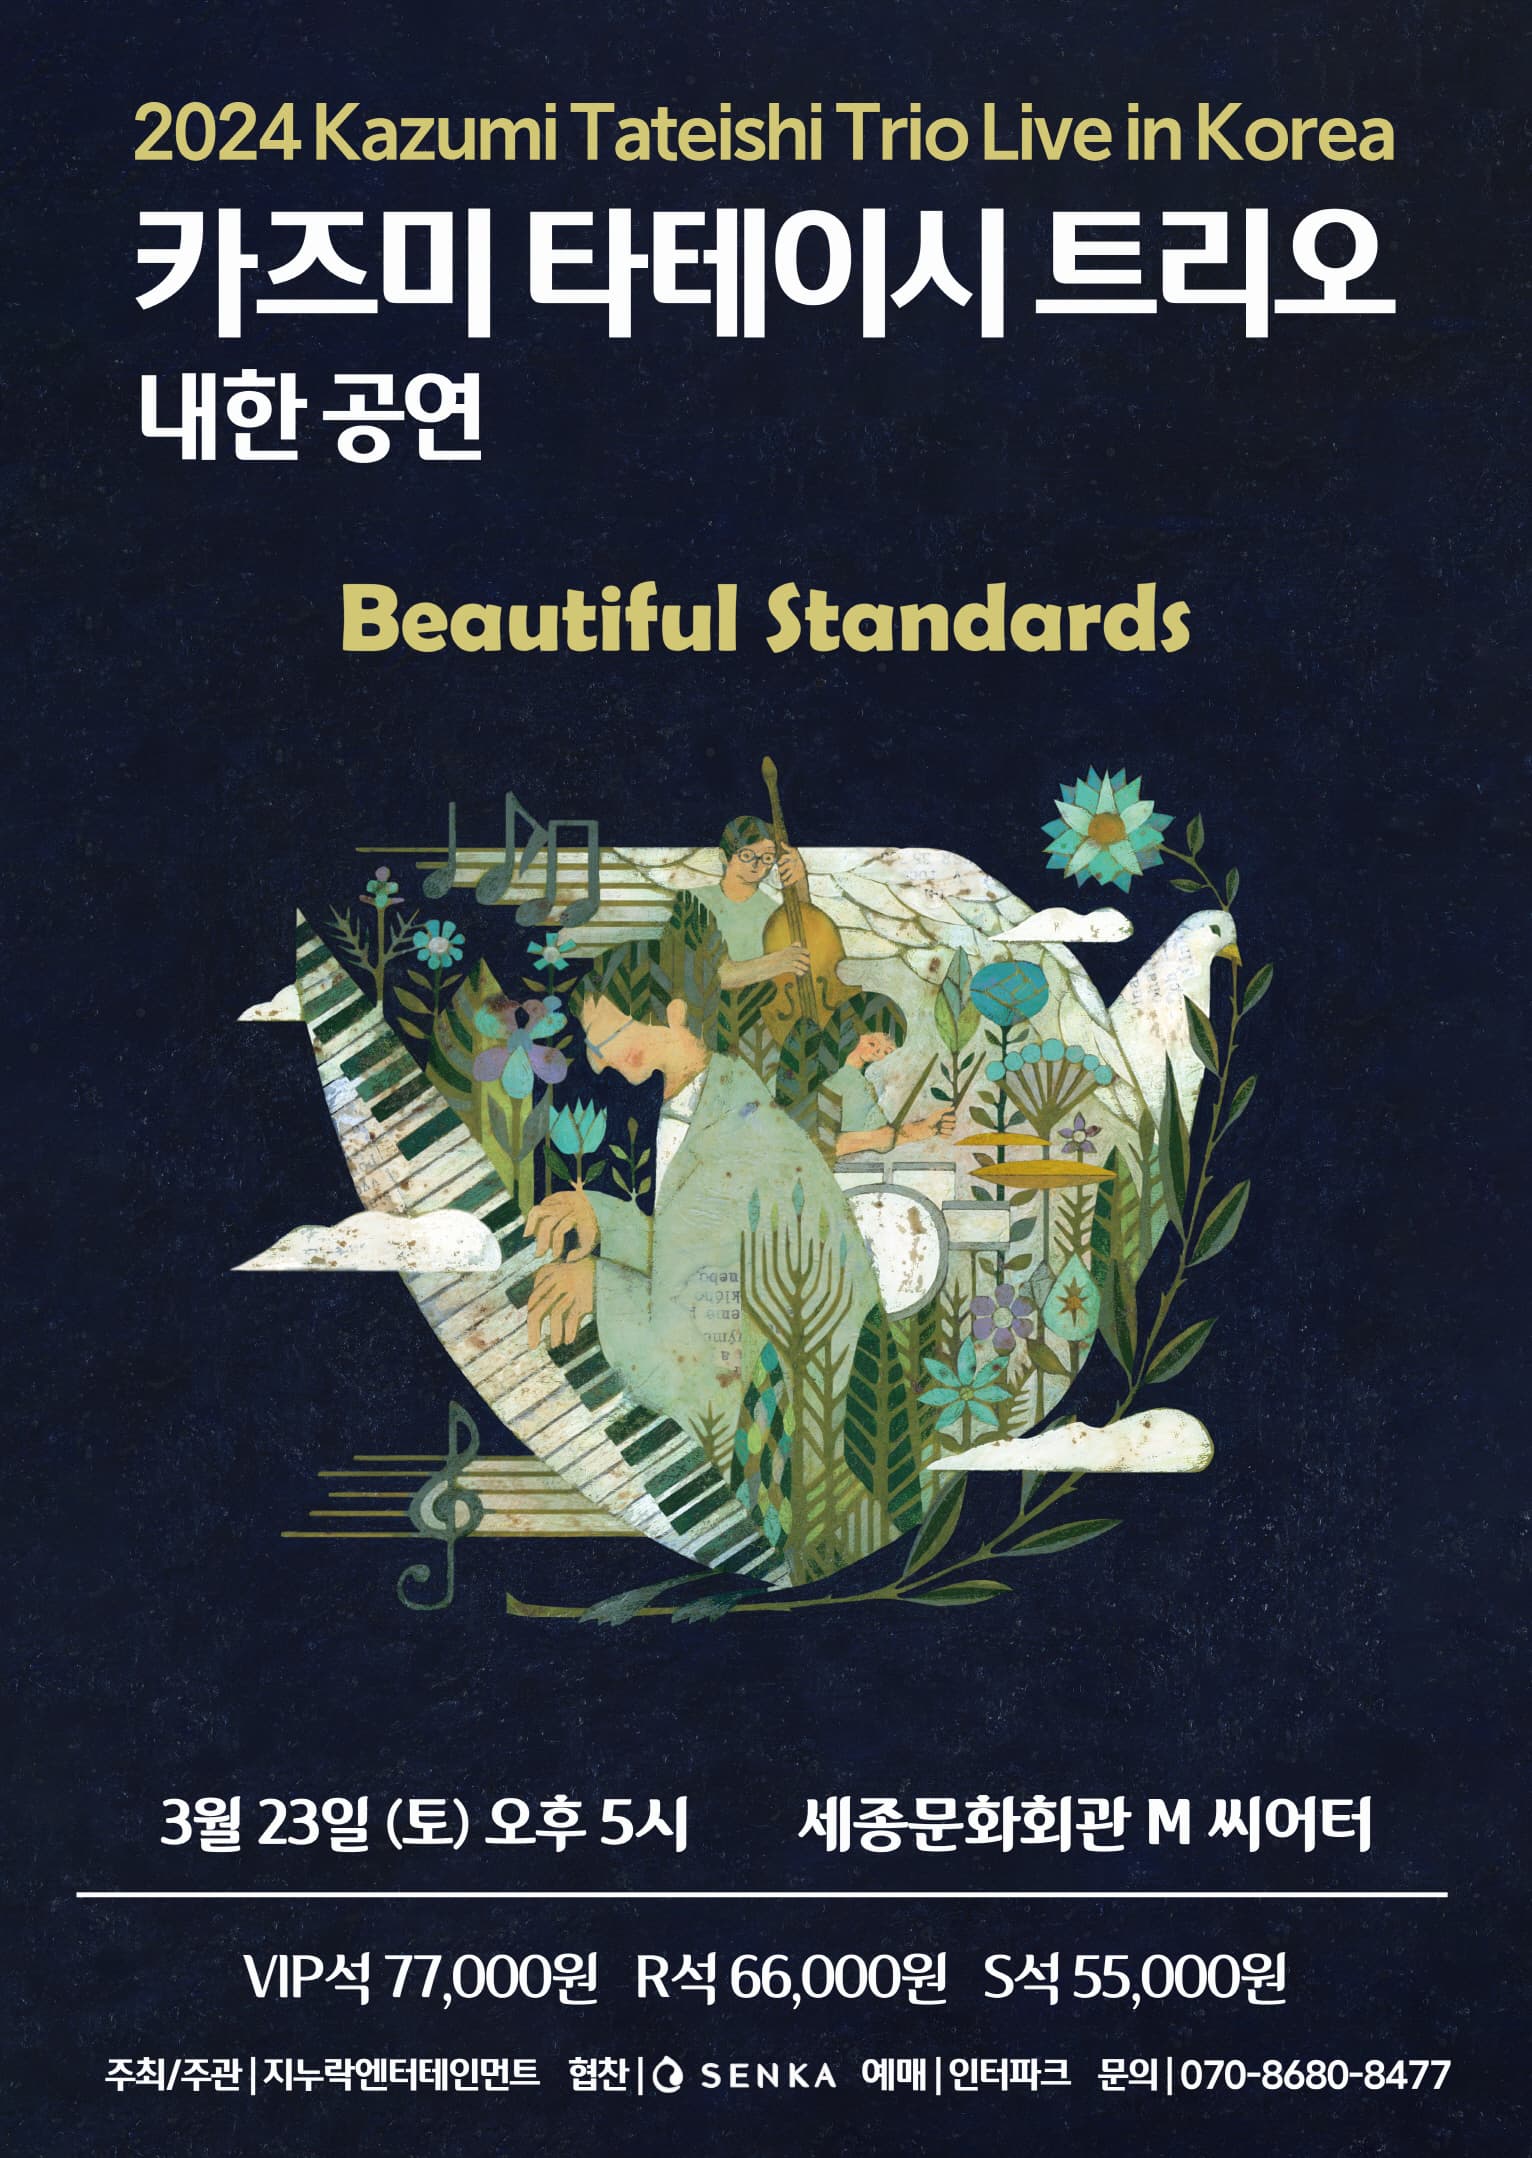 2024 Kazumi Tateishi Trio Live in Korea
카즈미 타테이시 트리오
내한 공연
Beautiful Standards
3월 23일 (토) 오후 5시 세종문화회관 M 씨어터
VIP석 77,000원 R석 66,000원 S석 55,000원
주최/주관 | 지누락엔터테인먼트 협찬 | SENKA 예매 | 인터파크 문의 | 070-8680-8477